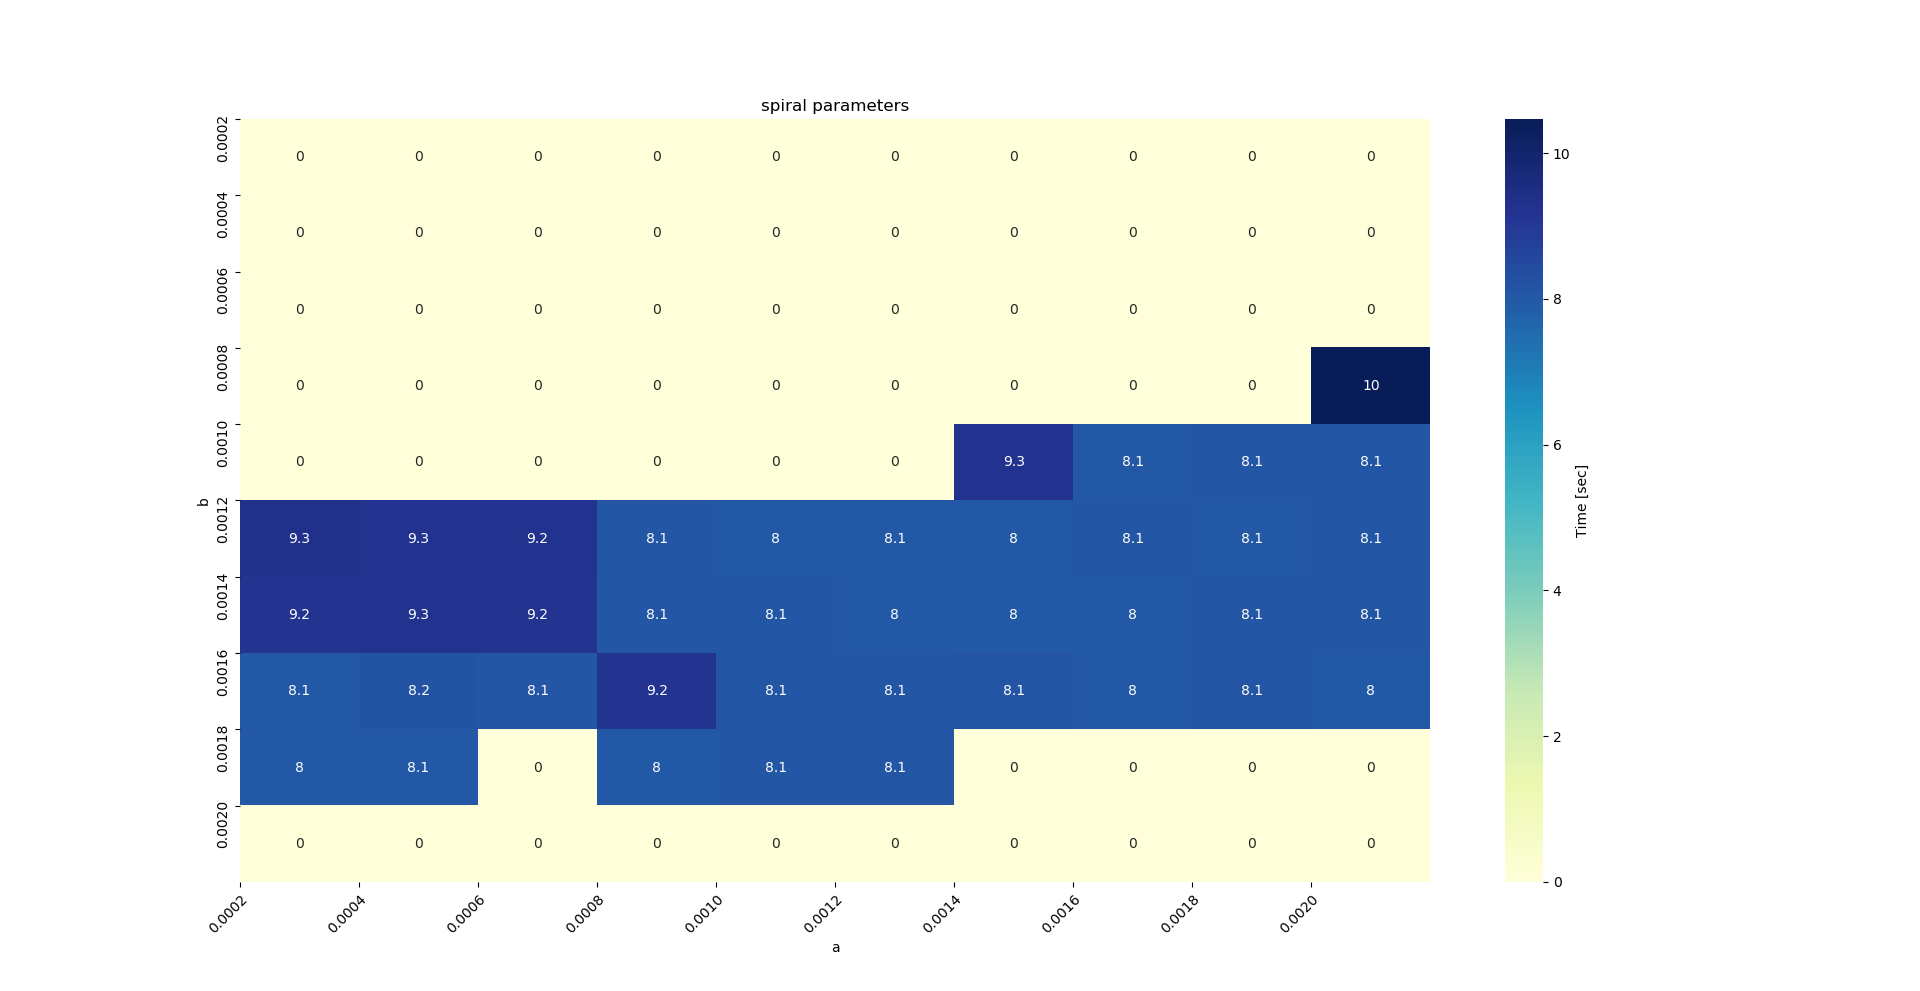 spiral parameters
0.0002 0 0 0 0 0 0 0 0 0 0
0.0004 0 0 0 0 0 0 0 0 0 0
0.0006 0 0 0 0 0 0 0 0 0 0
0.0008 0 0 0 0 0 0 0 0 0 10
0.0010 0 0 0 0 0 0 9.3 8.1 8.1 8.1
b
0.0012 9.3 9.3 9.2 8.1 8 8.1 8 8.1 8.1 8.1
0.0014 9.2 9.3 9.2 8.1 8.1 8 8 8 8.1 8.1
0.0016 8.1 8.2 8.1 9.2 8.1 8.1 8.1 8 8.1 8
0.0018 8 8.1 0 8 8.1 8.1 0 0 0 0
0.0020 0 0 0 0 0 0 0 0 0 0
0.0002 0.0004 0.0006 0.0008 0.0010 0.0012 0.0014 0.0016 0.0018 0.0020
a
10
8
6
4
2
0
Time [sec]